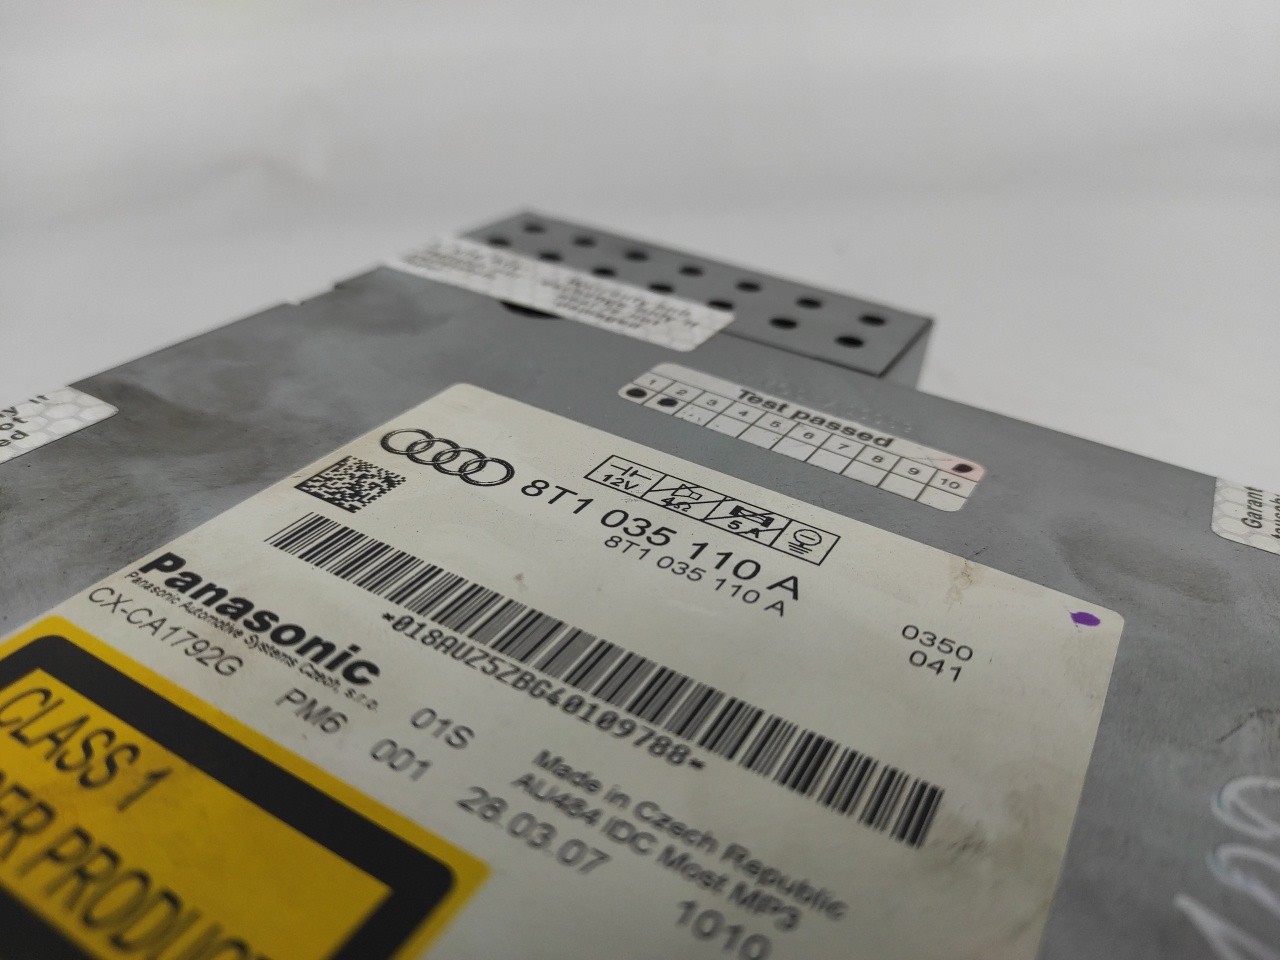 Test passed
1 2 3 4 5 6 7 8 9 10
12V 4Ω 5A
8T1 035 110 A
8T1 035 110 A
0350
041
*018AUZ5ZBG40109788*
Panasonic
Panasonic Automotive Systems Czech, s.r.o.
CX-CA1792G
PM6 001
01S
28.03.07
Made in Czech Republic
AU484 IDC Most MP3
1010
CLASS 1
Garant